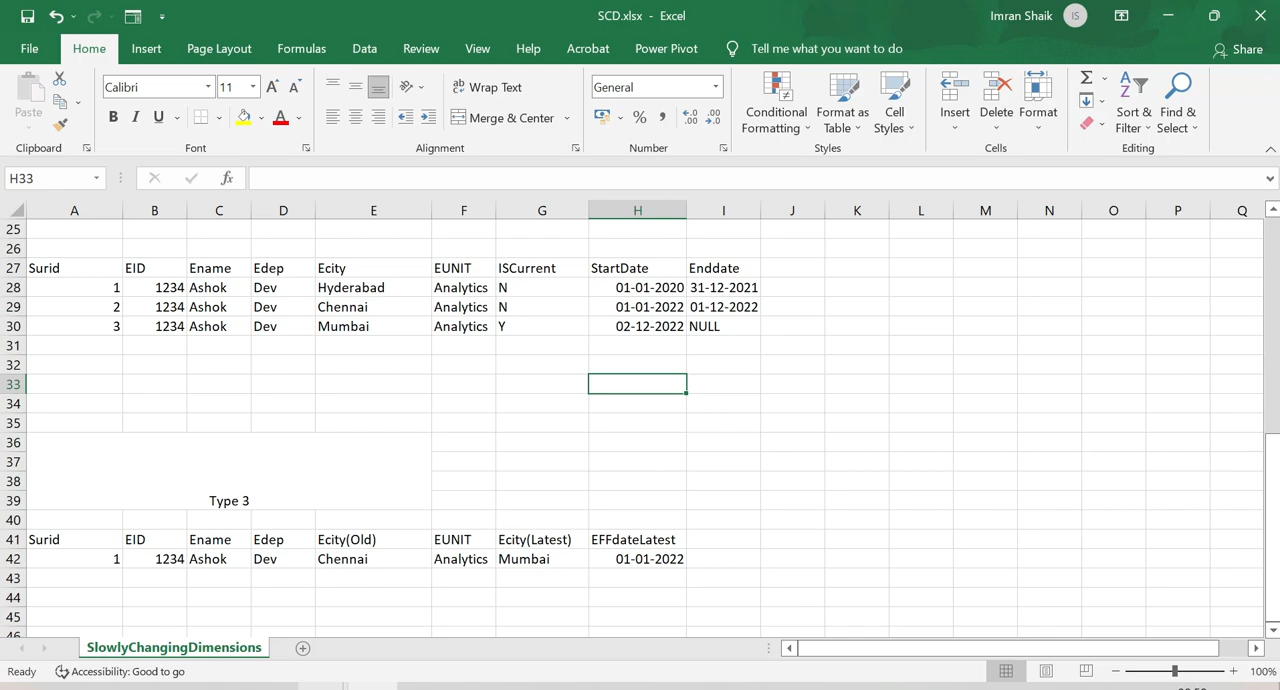 SCD.xlsx - Excel
Imran Shaik IS
File Home Insert Page Layout Formulas Data Review View Help Acrobat Power Pivot Tell me what you want to do Share
Paste
Clipboard
Calibri 11
B I U
Font
Wrap Text
Merge & Center
Alignment
General
Number
Conditional Formatting
Format as Table
Cell Styles
Styles
Insert Delete Format
Cells
Sort & Filter
Find & Select
Editing
H33 fx
A B C D E F G H I J K L M N O P Q
25
26
27 Surid EID Ename Edep Ecity EUNIT ISCurrent StartDate Enddate
28 1 1234 Ashok Dev Hyderabad Analytics N 01-01-2020 31-12-2021
29 2 1234 Ashok Dev Chennai Analytics N 01-01-2022 01-12-2022
30 3 1234 Ashok Dev Mumbai Analytics Y 02-12-2022 NULL
31
32
33
34
35
36
37
38
39 Type 3
40
41 Surid EID Ename Edep Ecity(Old) EUNIT Ecity(Latest) EFFdateLatest
42 1 1234 Ashok Dev Chennai Analytics Mumbai 01-01-2022
43
44
45
46
SlowlyChangingDimensions
Ready Accessibility: Good to go 100%